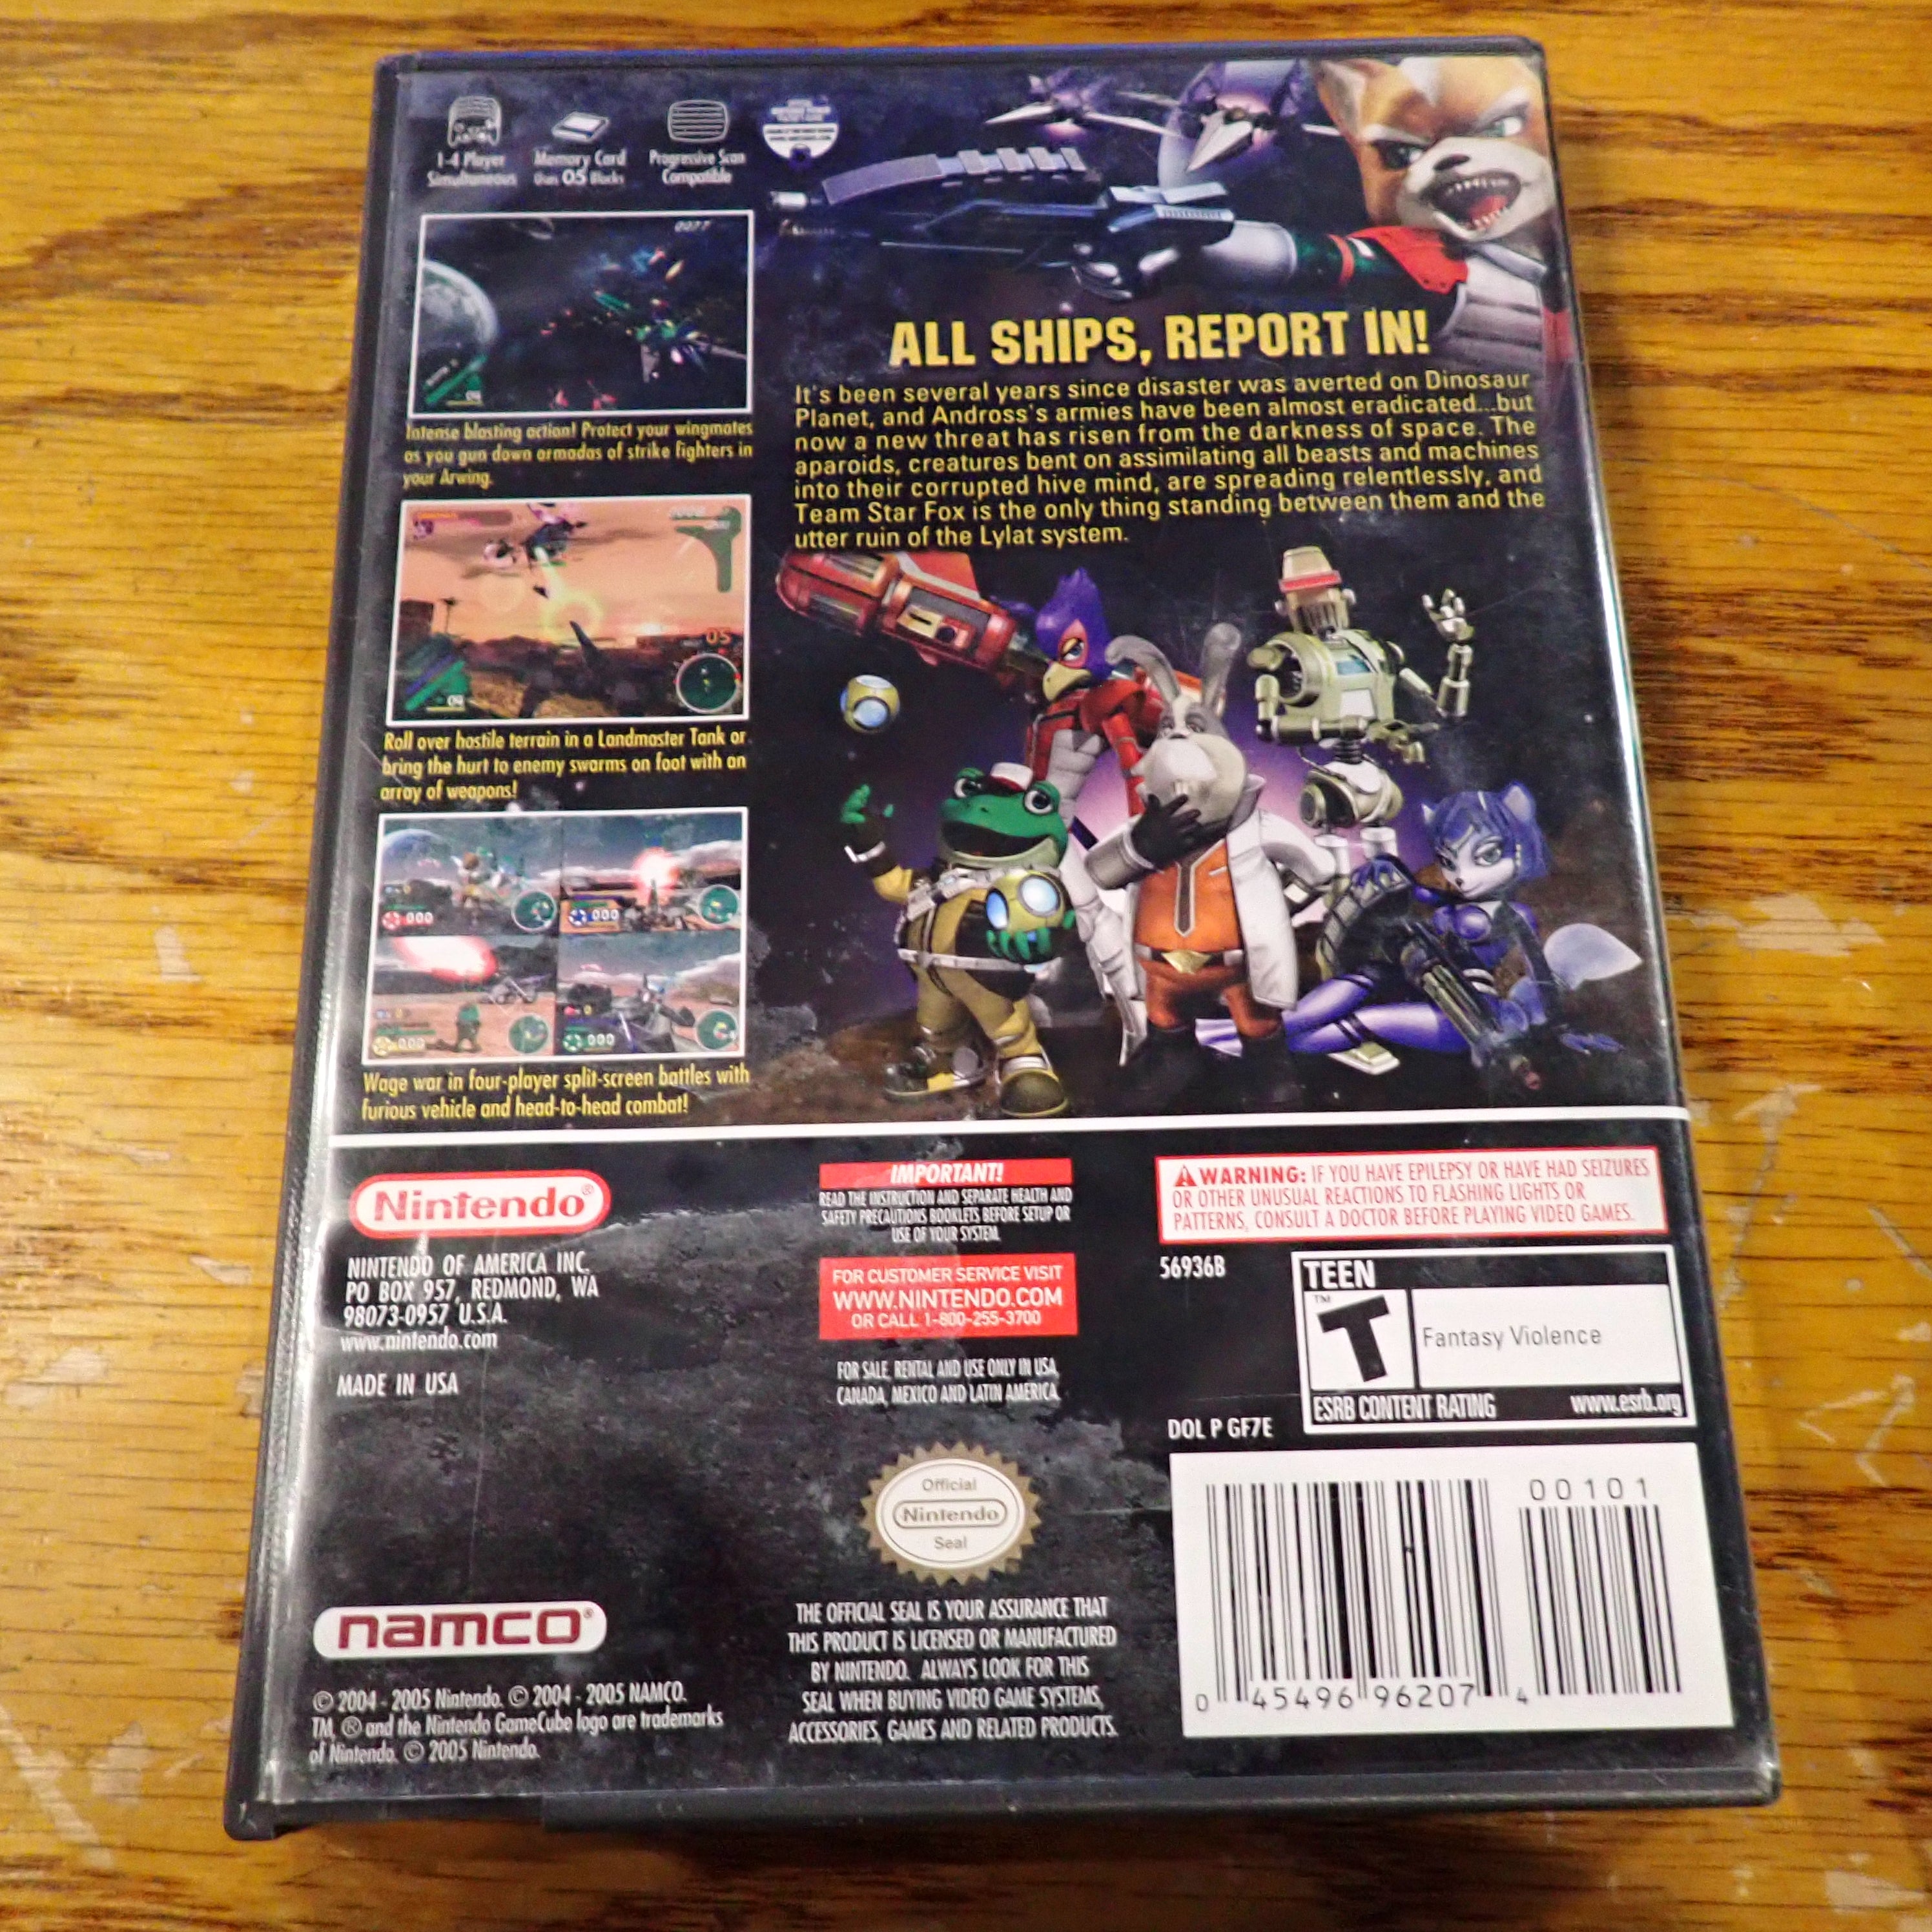 1-4 Player
Simultaneous
Memory Card
Uses 05 Blocks
Progressive Scan
Compatible
0077
ALL SHIPS, REPORT IN!
It's been several years since disaster was averted on Dinosaur
Planet, and Andross's armies have been almost eradicated...but
now a new threat has risen from the darkness of space. The
aparoids, creatures bent on assimilating all beasts and machines
into their corrupted hive mind, are spreading relentlessly, and
Team Star Fox is the only thing standing between them and the
utter ruin of the Lylat system.
Intense blasting action! Protect your wingmates
as you gun down armadas of strike fighters in
your Arwing.
05
04
Roll over hostile terrain in a Landmaster Tank or
bring the hurt to enemy swarms on foot with an
array of weapons!
000
000
000
000
Wage war in four-player split-screen battles with
furious vehicle and head-to-head combat!
Nintendo®
NINTENDO OF AMERICA INC.
PO BOX 957, REDMOND, WA
98073-0957 U.S.A.
www.nintendo.com
MADE IN USA
IMPORTANT!
READ THE INSTRUCTION AND SEPARATE HEALTH AND
SAFETY PRECAUTIONS BOOKLETS BEFORE SETUP OR
USE OF YOUR SYSTEM.
FOR CUSTOMER SERVICE VISIT
WWW.NINTENDO.COM
OR CALL 1-800-255-3700
FOR SALE, RENTAL AND USE ONLY IN USA,
CANADA, MEXICO AND LATIN AMERICA.
WARNING: IF YOU HAVE EPILEPSY OR HAVE HAD SEIZURES
OR OTHER UNUSUAL REACTIONS TO FLASHING LIGHTS OR
PATTERNS, CONSULT A DOCTOR BEFORE PLAYING VIDEO GAMES.
56936B
TEEN
T™
Fantasy Violence
ESRB CONTENT RATING www.esrb.org
DOL P GF7E
Official
Nintendo
Seal
THE OFFICIAL SEAL IS YOUR ASSURANCE THAT
THIS PRODUCT IS LICENSED OR MANUFACTURED
BY NINTENDO. ALWAYS LOOK FOR THIS
SEAL WHEN BUYING VIDEO GAME SYSTEMS,
ACCESSORIES, GAMES AND RELATED PRODUCTS.
00101
0 45496 96207 4
namco®
© 2004 - 2005 Nintendo. © 2004 - 2005 NAMCO.
TM, ® and the Nintendo GameCube logo are trademarks
of Nintendo. © 2005 Nintendo.